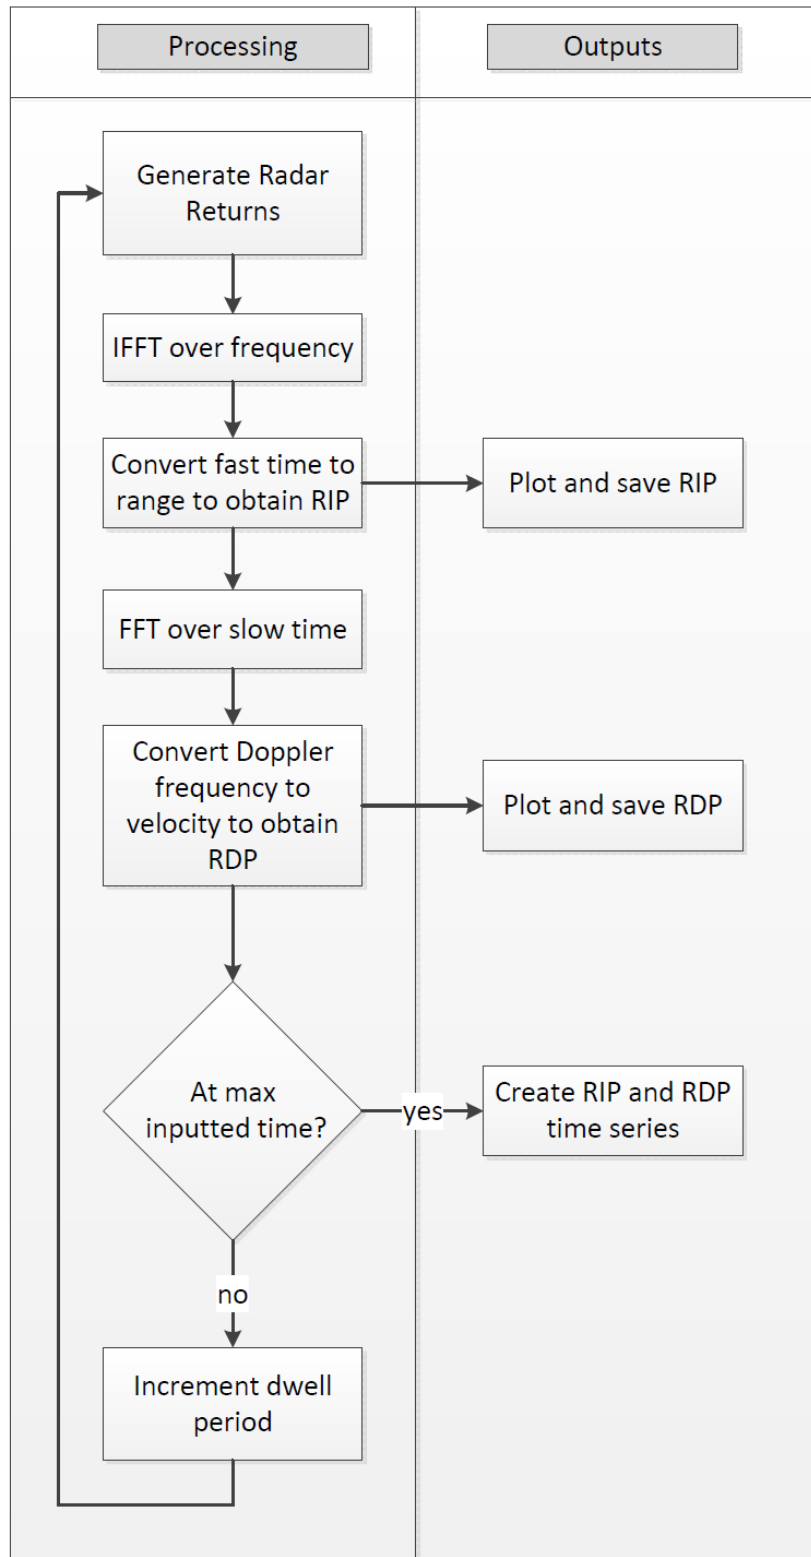 Processing
Outputs
Generate Radar
Returns
IFFT over frequency
Convert fast time to
range to obtain RIP
Plot and save RIP
FFT over slow time
Convert Doppler
frequency to
velocity to obtain
RDP
Plot and save RDP
At max
inputted time?
yes
Create RIP and RDP
time series
no
Increment dwell
period